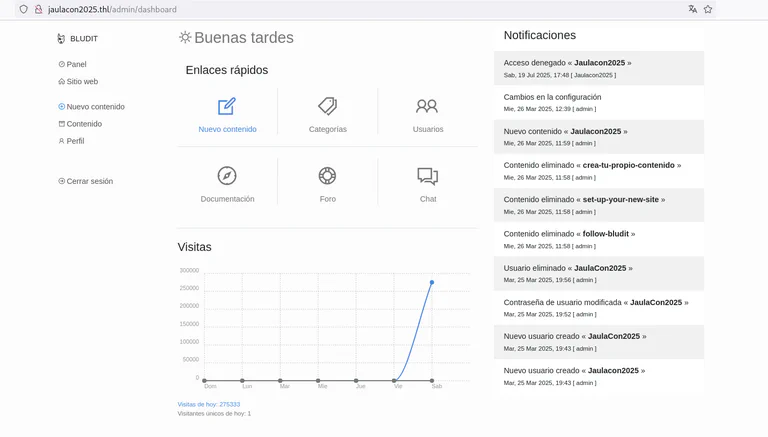 jaulacon2025.thl/admin/dashboard
BLUDIT
Panel
Sitio web
Nuevo contenido
Contenido
Perfil
Cerrar sesión
Buenas tardes
Enlaces rápidos
Nuevo contenido
Categorías
Usuarios
Documentación
Foro
Chat
Visitas
300000
250000
200000
150000
100000
50000
0
Dom Lun Mar Mie Jue Vie Sab
Visitas de hoy: 275333
Visitantes únicos de hoy: 1
Notificaciones
Acceso denegado « Jaulacon2025 »
Sab, 19 Jul 2025, 17:48 [ Jaulacon2025 ]
Cambios en la configuración
Mie, 26 Mar 2025, 12:39 [ admin ]
Nuevo contenido « Jaulacon2025 »
Mie, 26 Mar 2025, 11:59 [ admin ]
Contenido eliminado « crea-tu-propio-contenido »
Mie, 26 Mar 2025, 11:58 [ admin ]
Contenido eliminado « set-up-your-new-site »
Mie, 26 Mar 2025, 11:58 [ admin ]
Contenido eliminado « follow-bludit »
Mie, 26 Mar 2025, 11:58 [ admin ]
Usuario eliminado « JaulaCon2025 »
Mar, 25 Mar 2025, 19:56 [ admin ]
Contraseña de usuario modificada « JaulaCon2025 »
Mar, 25 Mar 2025, 19:52 [ admin ]
Nuevo usuario creado « JaulaCon2025 »
Mar, 25 Mar 2025, 19:43 [ admin ]
Nuevo usuario creado « Jaulacon2025 »
Mar, 25 Mar 2025, 19:43 [ admin ]